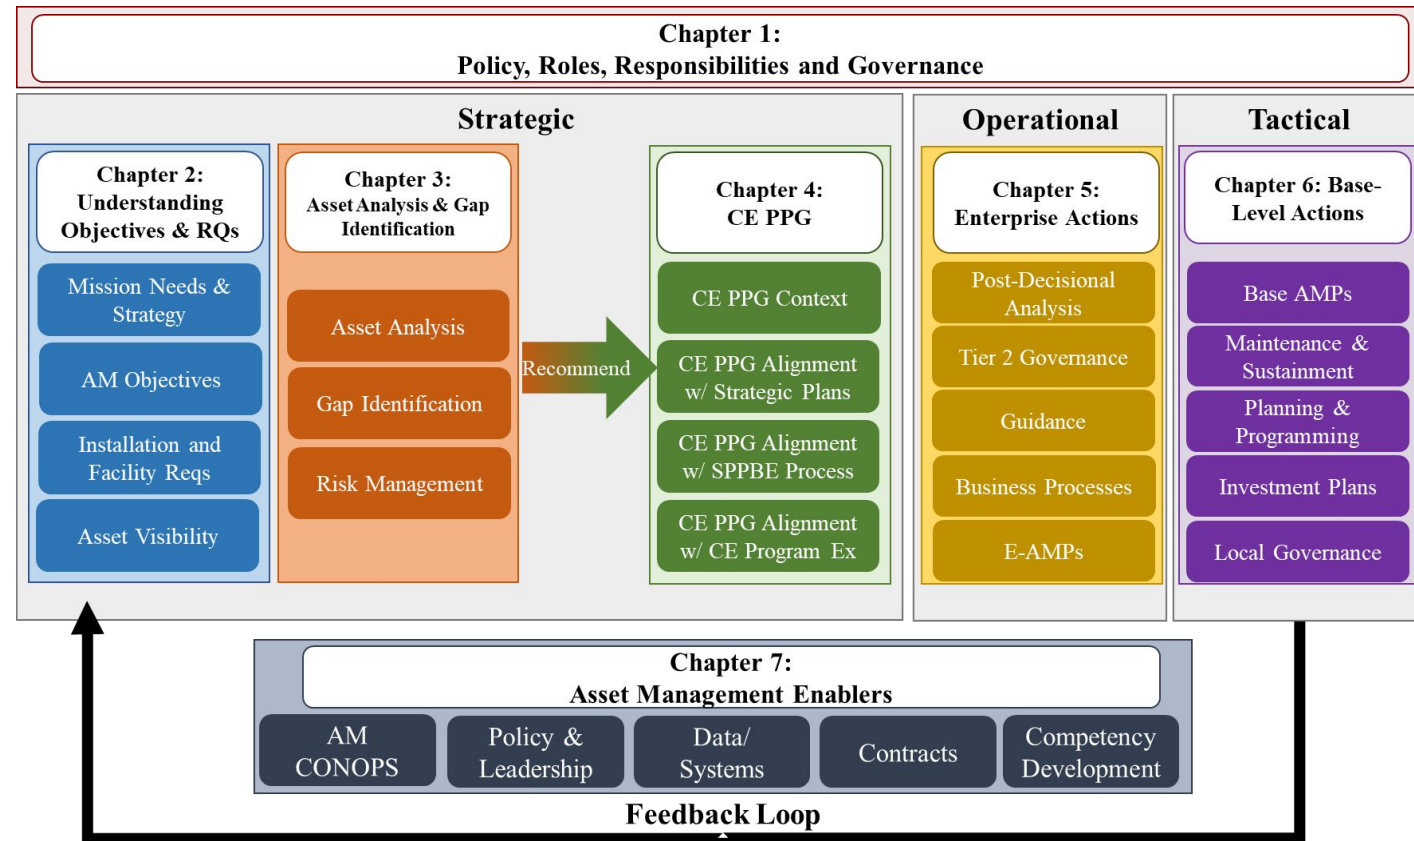 Chapter 1:
Policy, Roles, Responsibilities and Governance
Strategic
Chapter 2:
Understanding
Objectives & RQs
Mission Needs &
Strategy
AM Objectives
Installation and
Facility Reqs
Asset Visibility
Chapter 3:
Asset Analysis & Gap
Identification
Asset Analysis
Gap Identification
Risk Management
Recommend
Chapter 4:
CE PPG
CE PPG Context
CE PPG Alignment
w/ Strategic Plans
CE PPG Alignment
w/ SPPBE Process
CE PPG Alignment
w/ CE Program Ex
Operational
Chapter 5:
Enterprise Actions
Post-Decisional
Analysis
Tier 2 Governance
Guidance
Business Processes
E-AMPs
Tactical
Chapter 6: Base-
Level Actions
Base AMPs
Maintenance &
Sustainment
Planning &
Programming
Investment Plans
Local Governance
Chapter 7:
Asset Management Enablers
AM
CONOPS
Policy &
Leadership
Data/
Systems
Contracts
Competency
Development
Feedback Loop